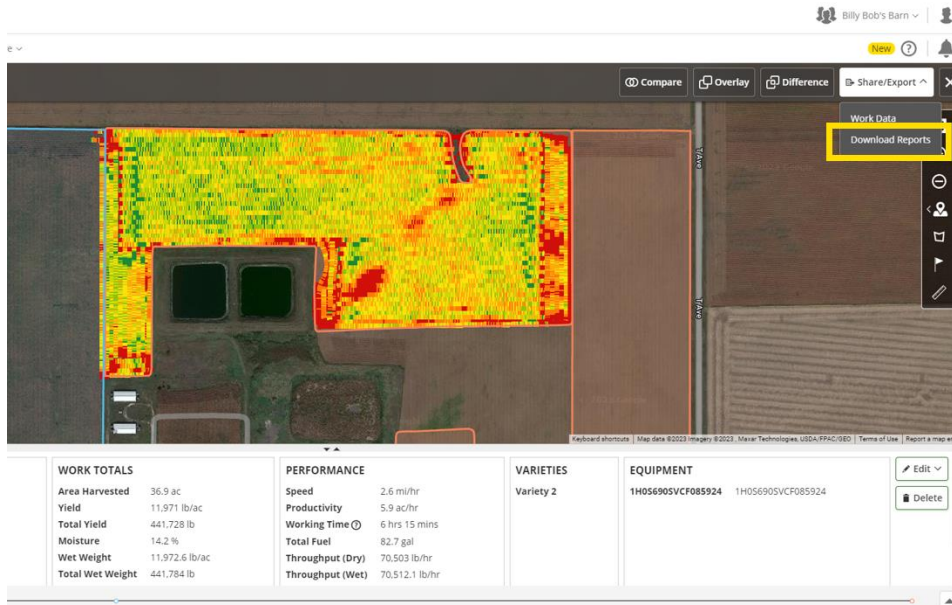 Billy Bob's Barn
New ?
Compare Overlay Difference Share/Export
Work Data
Download Reports
TriAve
TriAve
Keyboard shortcuts Map data ©2023 Imagery ©2023 , Maxar Technologies, USDA/FPAC/GEO Terms of Use Report a map
WORK TOTALS
Area Harvested 36.9 ac
Yield 11,971 lb/ac
Total Yield 441,728 lb
Moisture 14.2 %
Wet Weight 11,972.6 lb/ac
Total Wet Weight 441,784 lb
PERFORMANCE
Speed 2.6 mi/hr
Productivity 5.9 ac/hr
Working Time ? 6 hrs 15 mins
Total Fuel 82.7 gal
Throughput (Dry) 70,503 lb/hr
Throughput (Wet) 70,512.1 lb/hr
VARIETIES
Variety 2
EQUIPMENT
1H0S690SVCF085924 1H0S690SVCF085924
Edit
Delete